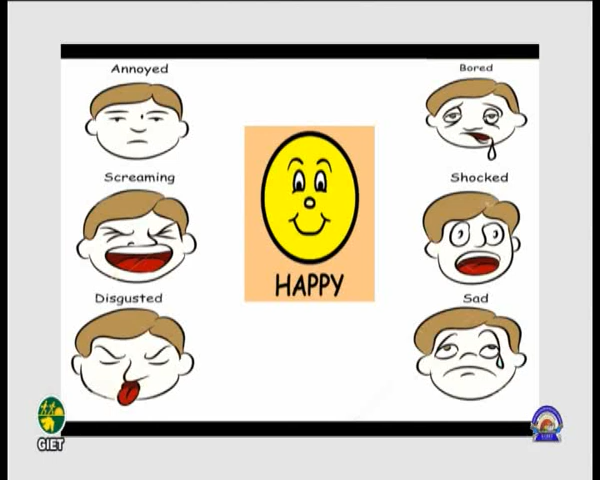 Annoyed
Bored
Screaming
Shocked
HAPPY
Disgusted
Sad
GIET